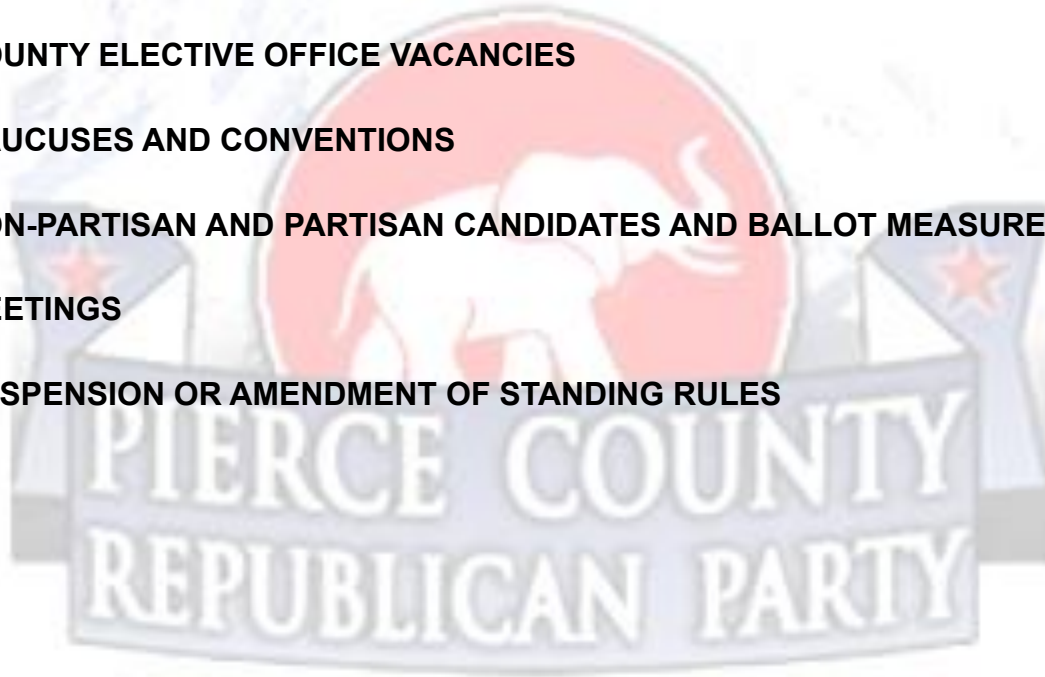 OUNTY ELECTIVE OFFICE VACANCIES
AUCUSES AND CONVENTIONS
ON-PARTISAN AND PARTISAN CANDIDATES AND BALLOT MEASURE
EETINGS
SPENSION OR AMENDMENT OF STANDING RULES
PIERCE COUNTY
REPUBLICAN PARTY